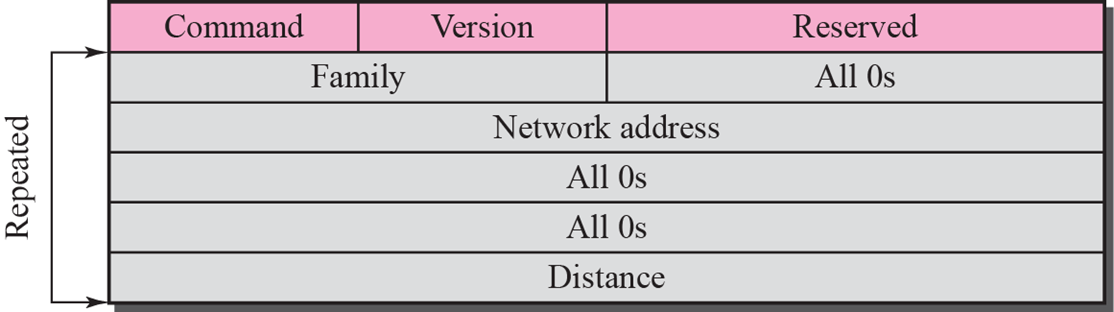 Command Version Reserved
Family All 0s
Network address
All 0s
All 0s
Distance
Repeated